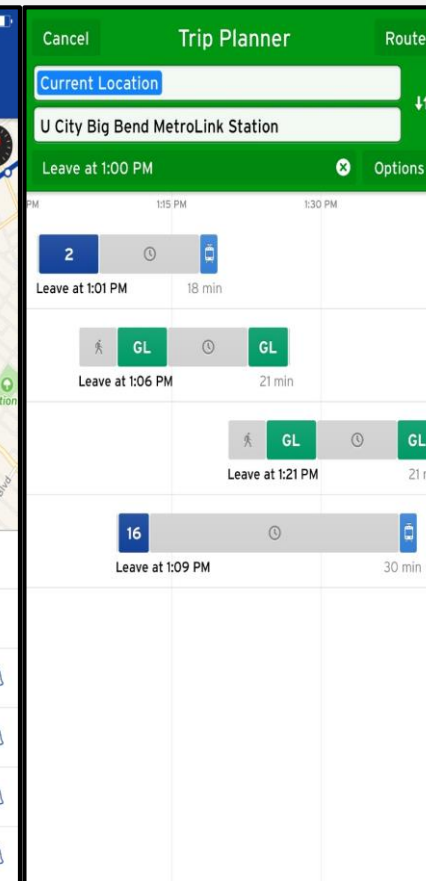 Cancel Trip Planner Route
Current Location
U City Big Bend MetroLink Station
Leave at 1:00 PM Options
PM 1:15 PM 1:30 PM
2
Leave at 1:01 PM 18 min
GL GL
Leave at 1:06 PM 21 min
GL GL
Leave at 1:21 PM 21
16
Leave at 1:09 PM 30 min